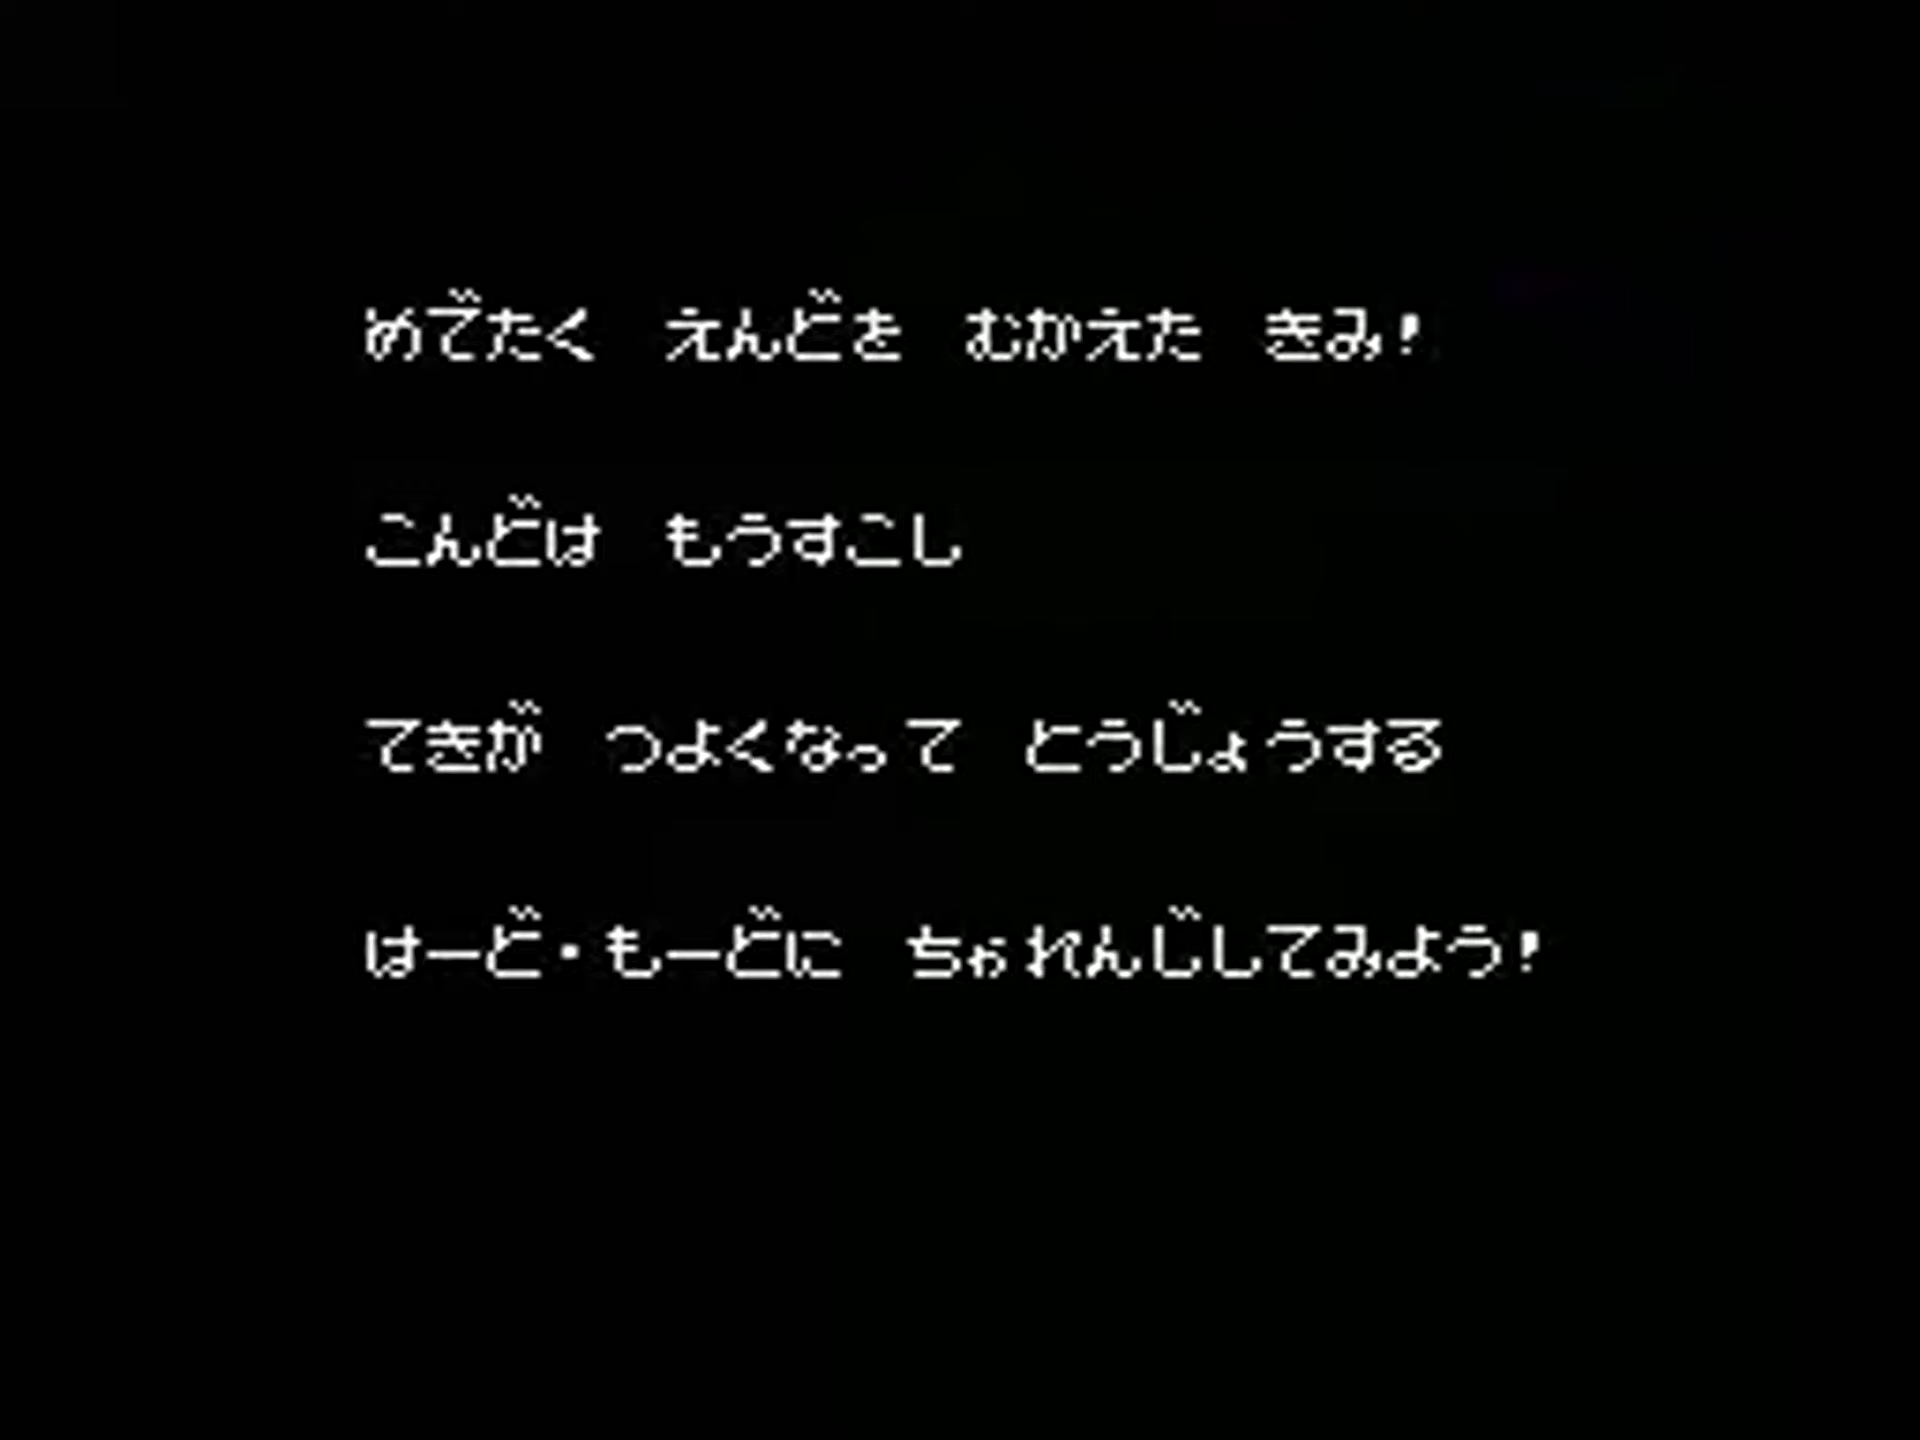 めでたく　えんどを　むかえた　きみ!
こんどは　もうすこし
てきが　つよくなって　とうじょうする
はーど・もーどに　ちゃれんじしてみよう!